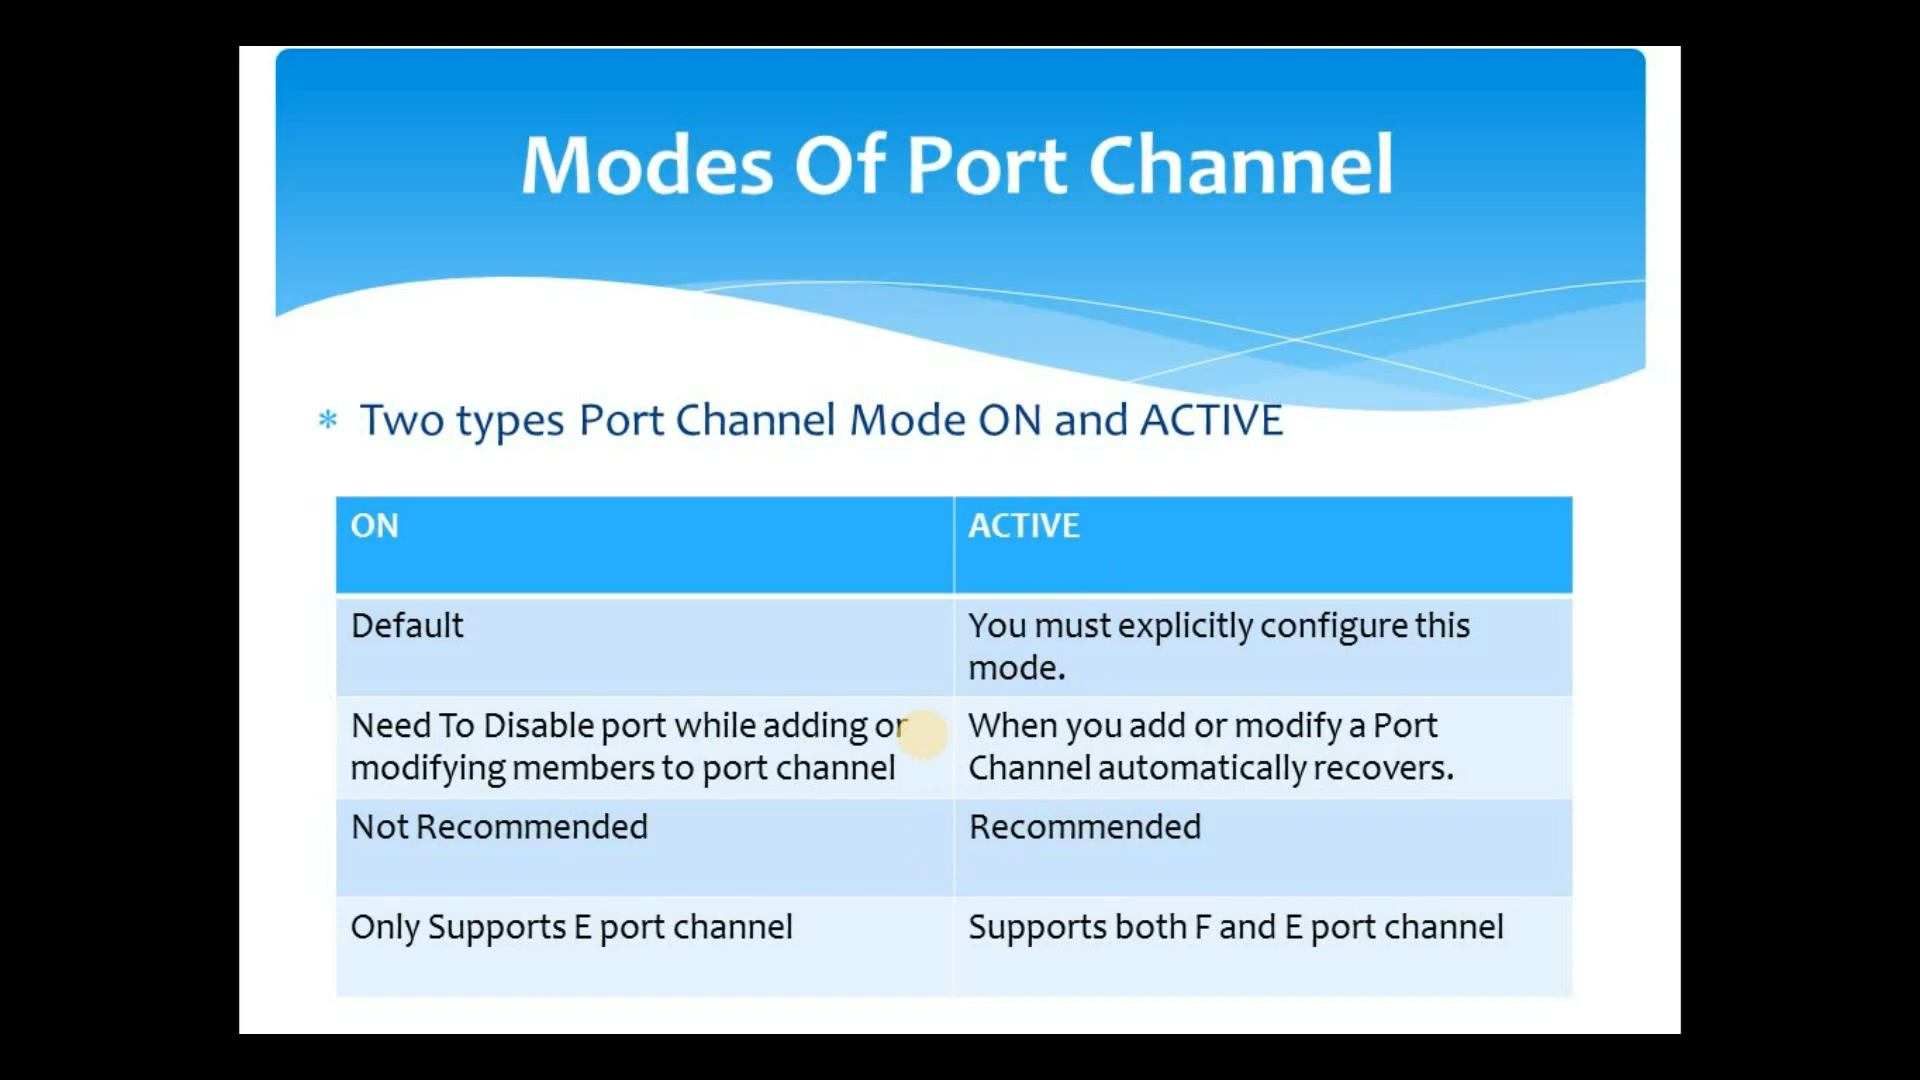 Modes Of Port Channel
* Two types Port Channel Mode ON and ACTIVE
ON
ACTIVE
Default
You must explicitly configure this
mode.
Need To Disable port while adding or
modifying members to port channel
When you add or modify a Port
Channel automatically recovers.
Not Recommended
Recommended
Only Supports E port channel
Supports both F and E port channel